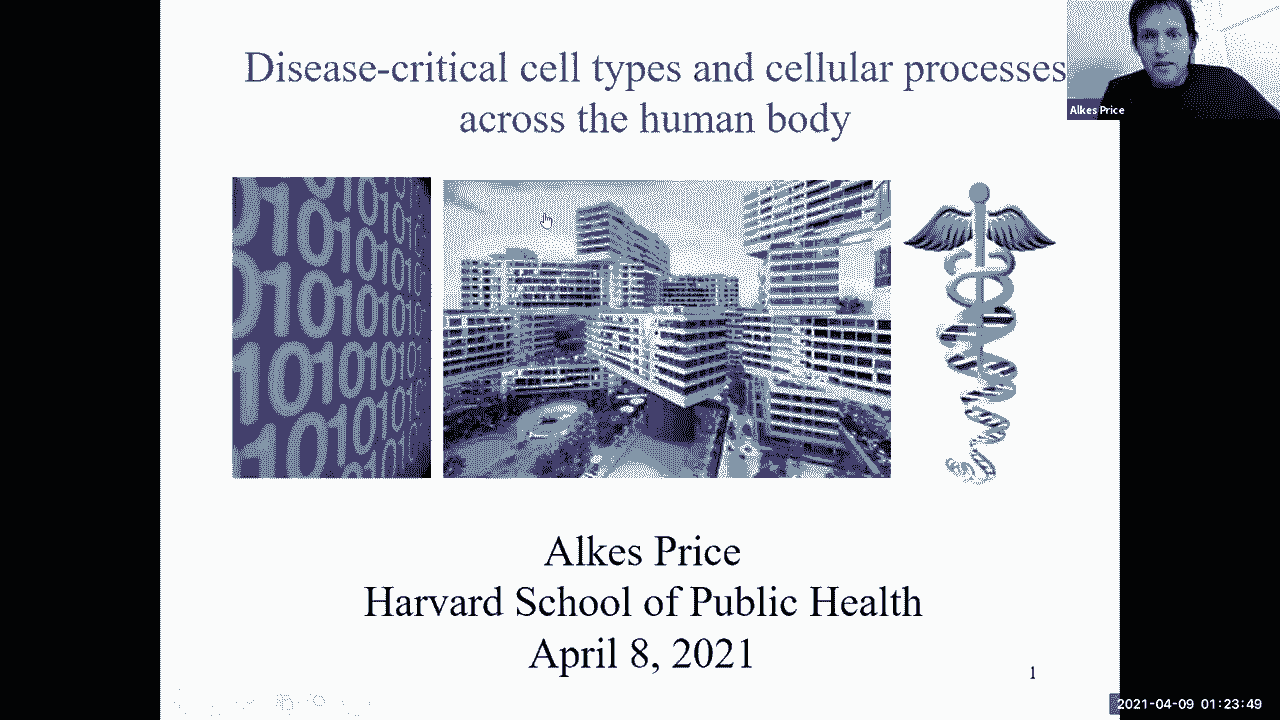 Disease-critical cell types and cellular processes
across the human body
Alkes Price
Alkes Price
Harvard School of Public Health
April 8, 2021
1
2021-04-09 01:23:49